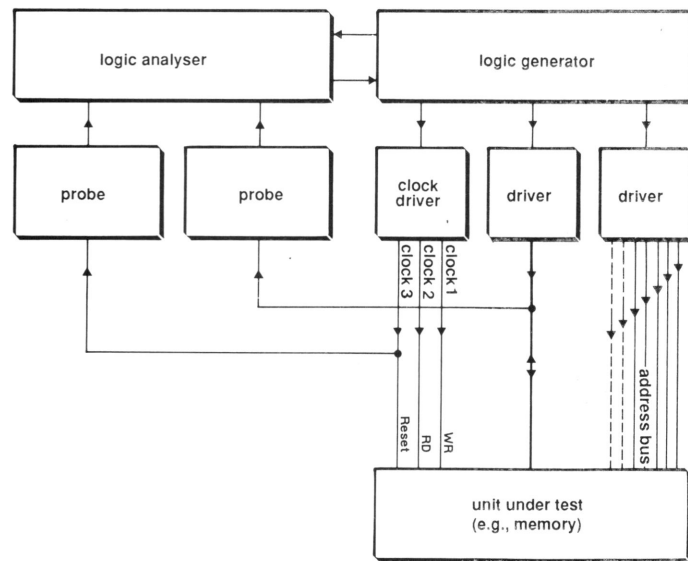 logic analyser
logic generator
probe
probe
clock
driver
driver
driver
clock 3
clock 2
clock 1
Reset
RD
WR
address bus
unit under test
(e.g., memory)